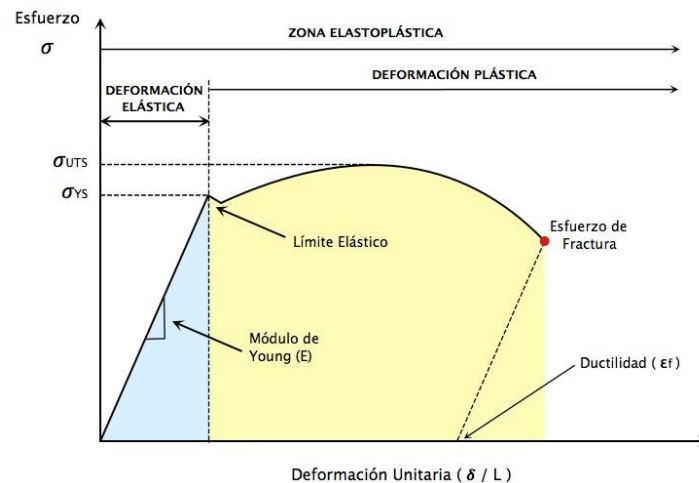 Esfuerzo
σ
ZONA ELASTOPLÁSTICA
DEFORMACIÓN PLÁSTICA
DEFORMACIÓN
ELÁSTICA
σUTS
σYS
Límite Elástico
Esfuerzo de
Fractura
Módulo de
Young (E)
Ductilidad ( εf )
Deformación Unitaria ( δ / L )